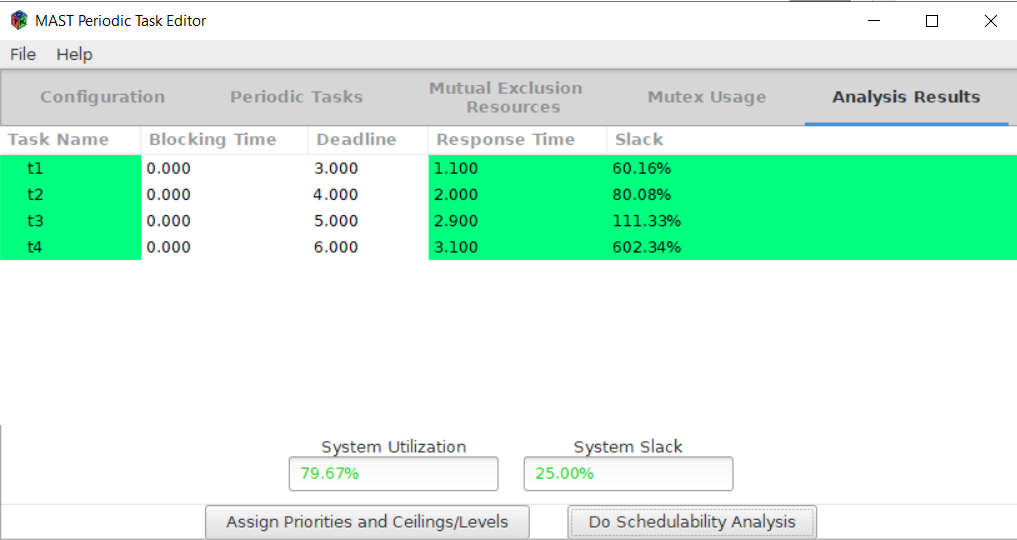 MAST Periodic Task Editor
File Help
Configuration Periodic Tasks Mutual Exclusion Resources Mutex Usage Analysis Results
Task Name Blocking Time Deadline Response Time Slack
t1 0.000 3.000 1.100 60.16%
t2 0.000 4.000 2.000 80.08%
t3 0.000 5.000 2.900 111.33%
t4 0.000 6.000 3.100 602.34%
System Utilization System Slack
79.67% 25.00%
Assign Priorities and Ceilings/Levels Do Schedulability Analysis